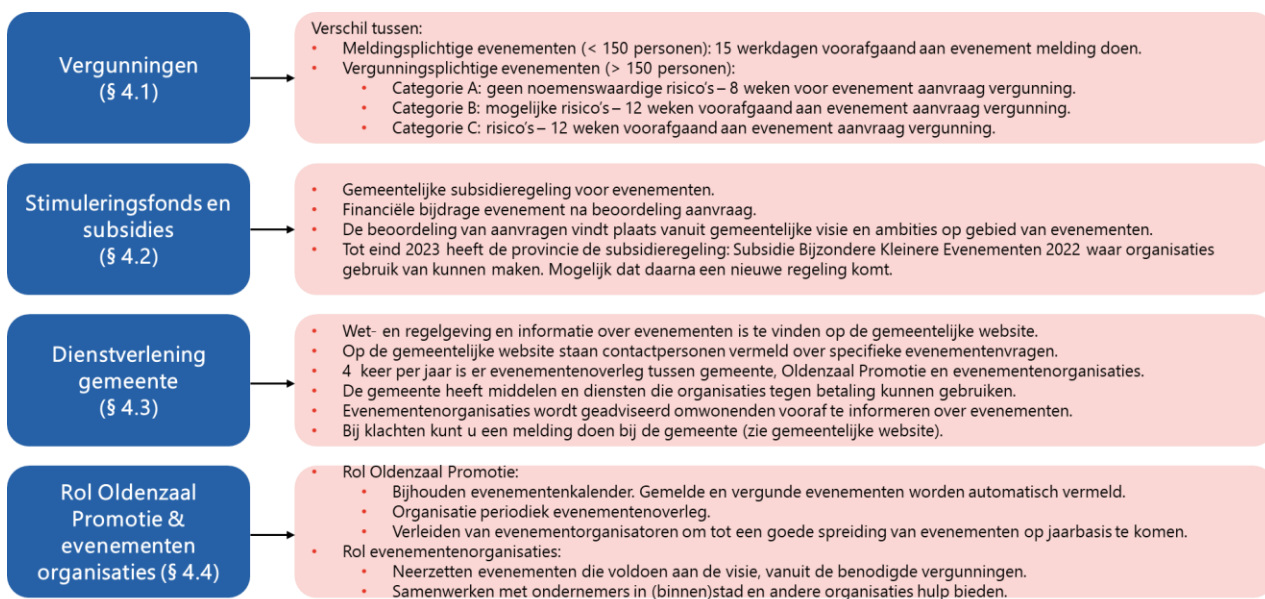 Vergunningen
(§ 4.1)
Verschil tussen:
• Meldingsplichtige evenementen (< 150 personen): 15 werkdagen voorafgaand aan evenement melding doen.
• Vergunningsplichtige evenementen (> 150 personen):
• Categorie A: geen noemenswaardige risico's – 8 weken voor evenement aanvraag vergunning.
• Categorie B: mogelijke risico's – 12 weken voorafgaand aan evenement aanvraag vergunning.
• Categorie C: risico's – 12 weken voorafgaand aan evenement aanvraag vergunning.
Stimuleringsfonds en
subsidies
(§ 4.2)
• Gemeentelijke subsidieregeling voor evenementen.
• Financiële bijdrage evenement na beoordeling aanvraag.
• De beoordeling van aanvragen vindt plaats vanuit gemeentelijke visie en ambities op gebied van evenementen.
• Tot eind 2023 heeft de provincie de subsidieregeling: Subsidie Bijzondere Kleinere Evenementen 2022 waar organisaties
gebruik van kunnen maken. Mogelijk dat daarna een nieuwe regeling komt.
Dienstverlening
gemeente
(§ 4.3)
• Wet- en regelgeving en informatie over evenementen is te vinden op de gemeentelijke website.
• Op de gemeentelijke website staan contactpersonen vermeld over specifieke evenementenvragen.
• 4 keer per jaar is er evenementenoverleg tussen gemeente, Oldenzaal Promotie en evenementenorganisaties.
• De gemeente heeft middelen en diensten die organisaties tegen betaling kunnen gebruiken.
• Evenementenorganisaties wordt geadviseerd omwonenden vooraf te informeren over evenementen.
• Bij klachten kunt u een melding doen bij de gemeente (zie gemeentelijke website).
Rol Oldenzaal
Promotie &
evenementen
organisaties (§ 4.4)
• Rol Oldenzaal Promotie:
• Bijhouden evenementenkalender. Gemelde en vergunde evenementen worden automatisch vermeld.
• Organisatie periodiek evenementenoverleg.
• Verleiden van evenementorganisatoren om tot een goede spreiding van evenementen op jaarbasis te komen.
• Rol evenementenorganisaties:
• Neerzetten evenementen die voldoen aan de visie, vanuit de benodigde vergunningen.
• Samenwerken met ondernemers in (binnen)stad en andere organisaties hulp bieden.